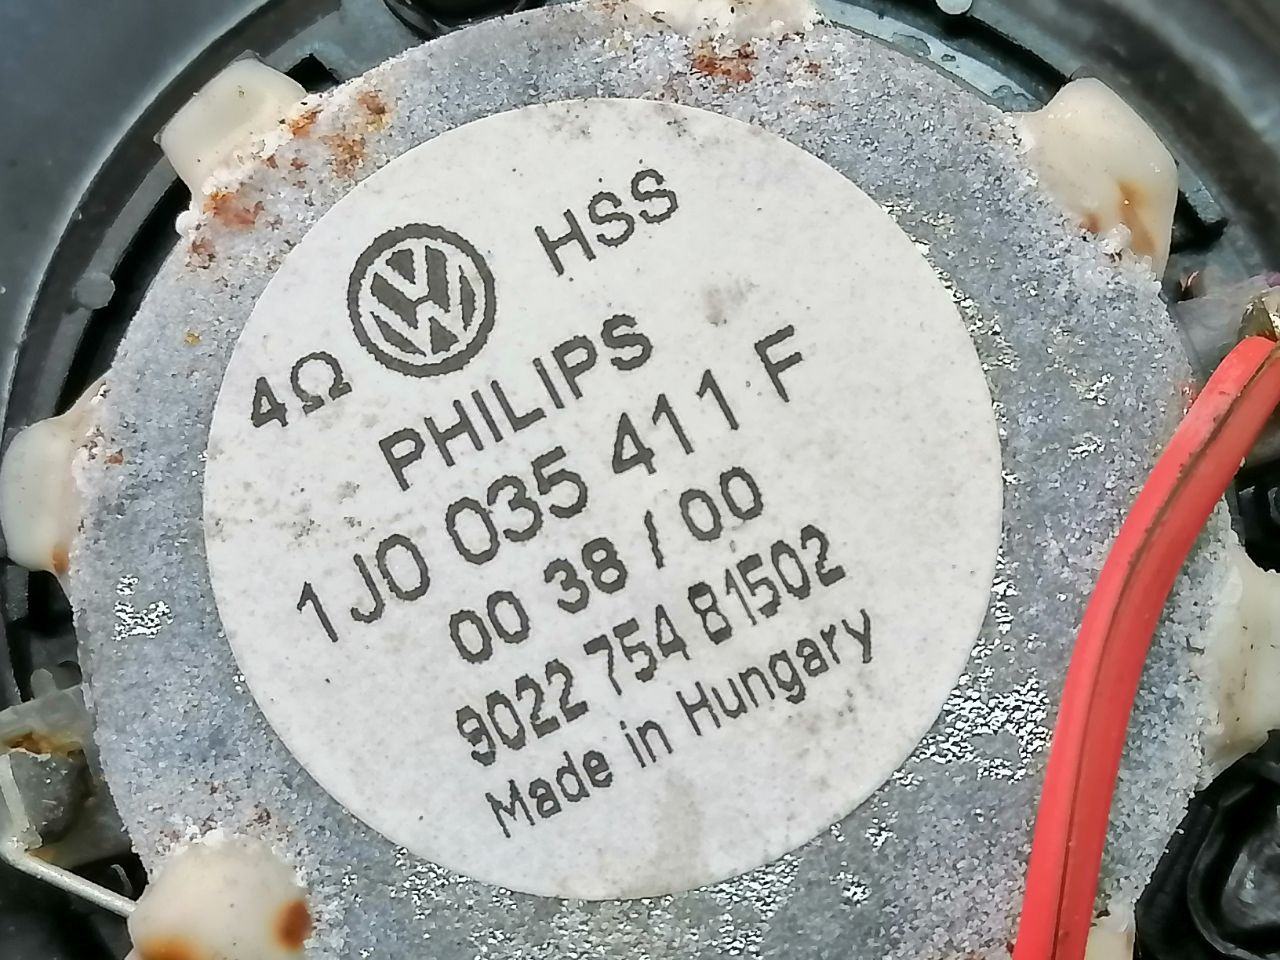 HSS
4Ω
PHILIPS
1J0 035 411 F
00 38 / 00
9022 754 81502
Made in Hungary